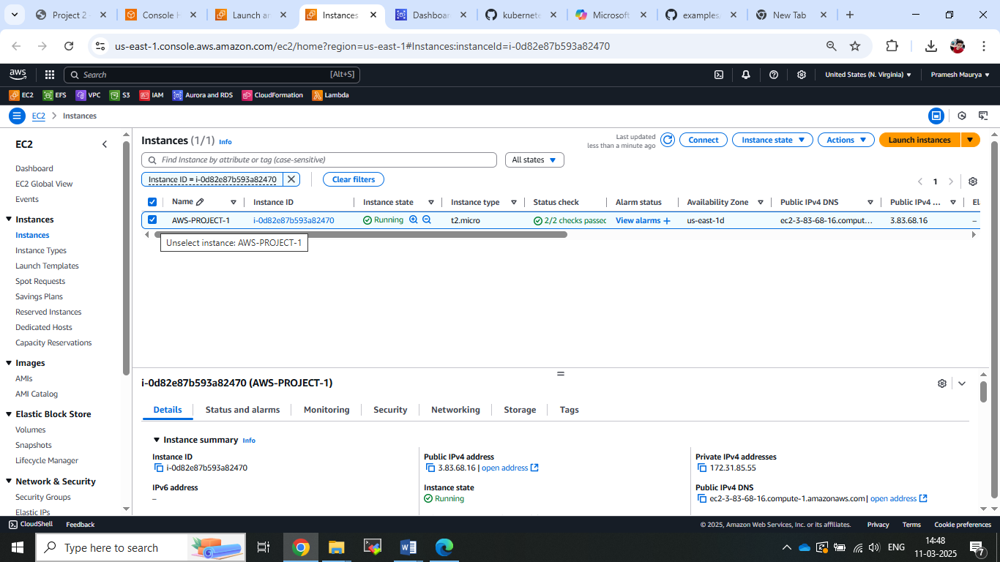 Project 2 -
Console H
Launch an
Instances
Dashboar
kubernete
Microsoft
examples/
New Tab
us-east-1.console.aws.amazon.com/ec2/home?region=us-east-1#Instances:instanceId=i-0d82e87b593a82470
aws
Search
[Alt+S]
United States (N. Virginia)
Pramesh Maurya
EC2
EFS
VPC
S3
IAM
Aurora and RDS
CloudFormation
Lambda
EC2
Instances
EC2
Dashboard
EC2 Global View
Events
Instances
Instances
Instance Types
Launch Templates
Spot Requests
Savings Plans
Reserved Instances
Dedicated Hosts
Capacity Reservations
Images
AMIs
AMI Catalog
Elastic Block Store
Volumes
Snapshots
Lifecycle Manager
Network & Security
Security Groups
Elastic IPs
Instances (1/1) Info
Last updated
less than a minute ago
Connect
Instance state
Actions
Launch instances
Find Instance by attribute or tag (case-sensitive)
All states
Instance ID = i-0d82e87b593a82470
Clear filters
1
Name
Instance ID
Instance state
Instance type
Status check
Alarm status
Availability Zone
Public IPv4 DNS
Public IPv4 ...
Ela
AWS-PROJECT-1
i-0d82e87b593a82470
Running
t2.micro
2/2 checks passed
View alarms +
us-east-1d
ec2-3-83-68-16.comput...
3.83.68.16
–
Unselect instance: AWS-PROJECT-1
i-0d82e87b593a82470 (AWS-PROJECT-1)
Details
Status and alarms
Monitoring
Security
Networking
Storage
Tags
Instance summary Info
Instance ID
i-0d82e87b593a82470
IPv6 address
–
Public IPv4 address
3.83.68.16 | open address
Instance state
Running
Private IPv4 addresses
172.31.85.55
Public IPv4 DNS
ec2-3-83-68-16.compute-1.amazonaws.com | open address
CloudShell
Feedback
© 2025, Amazon Web Services, Inc. or its affiliates.
Privacy
Terms
Cookie preferences
Type here to search
ENG
14:48
11-03-2025
7